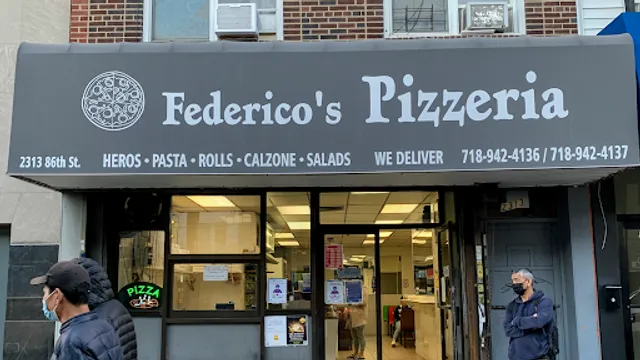 Federico's Pizzeria
2313 86th St. HEROS • PASTA • ROLLS • CALZONE • SALADS WE DELIVER 718-942-4136 / 718-942-4137
2313
PIZZA